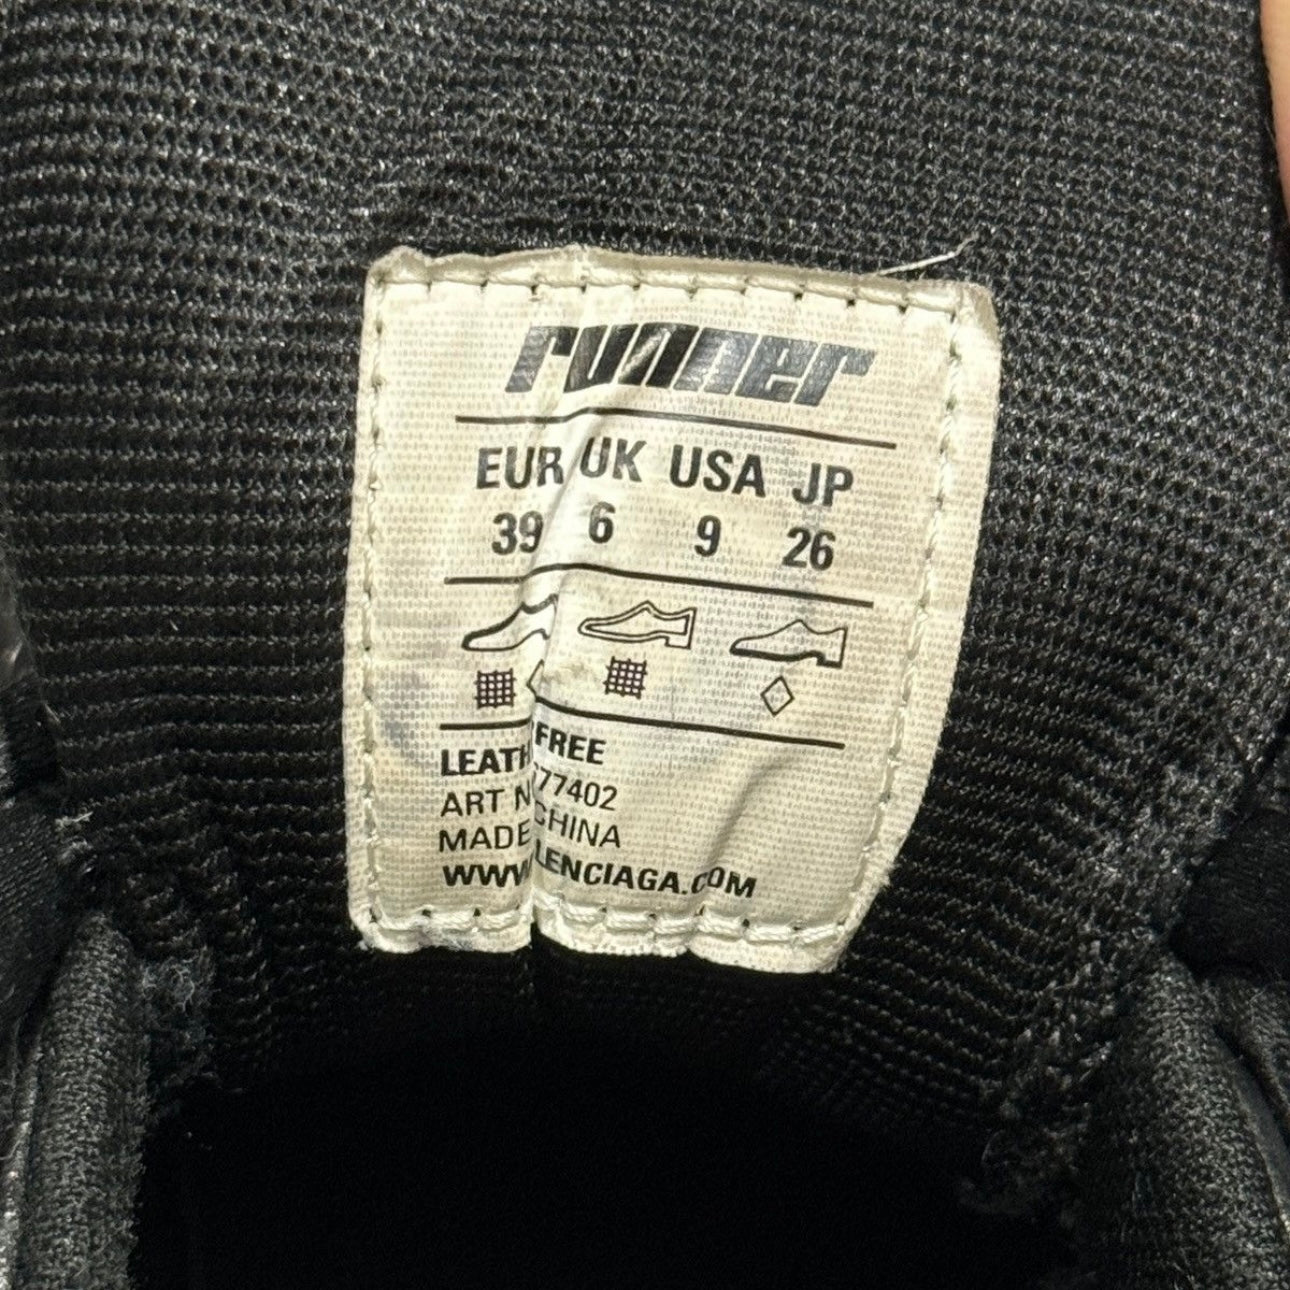 runner
EUR UK USA JP
39 6 9 26
LEATH FREE
ART N 777402
MADE CHINA
WWW LENCIAGA.COM